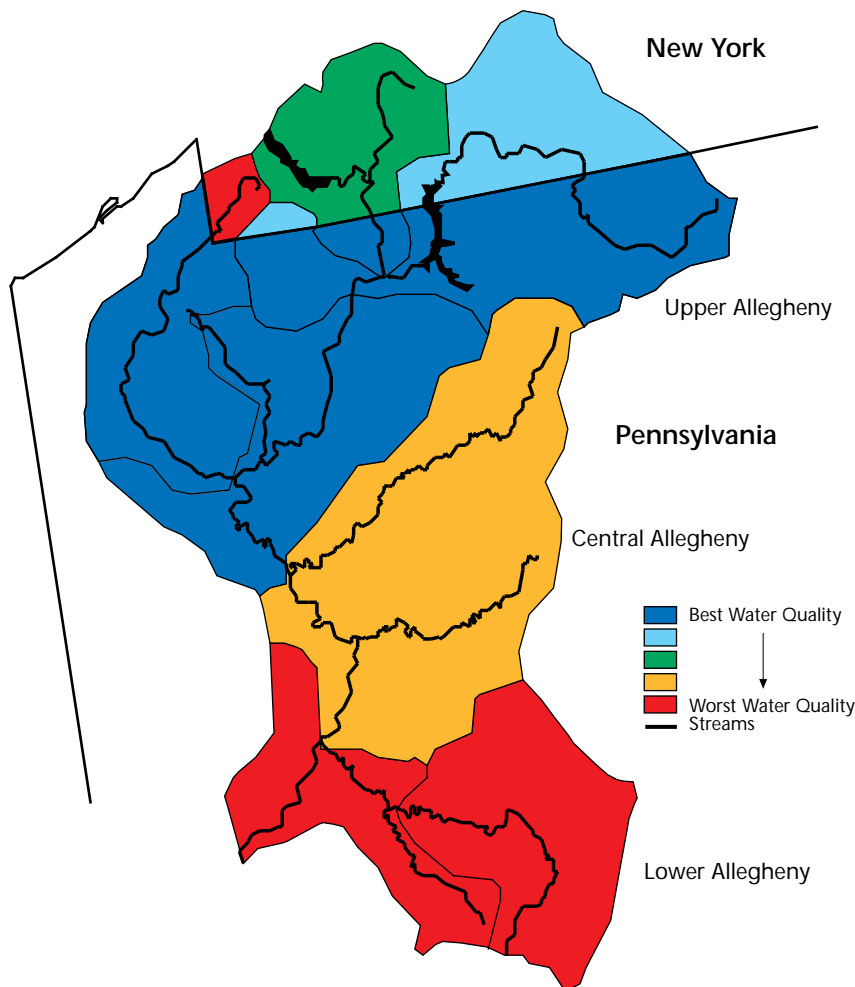 New York
Upper Allegheny
Pennsylvania
Central Allegheny
Best Water Quality
Worst Water Quality
Streams
Lower Allegheny